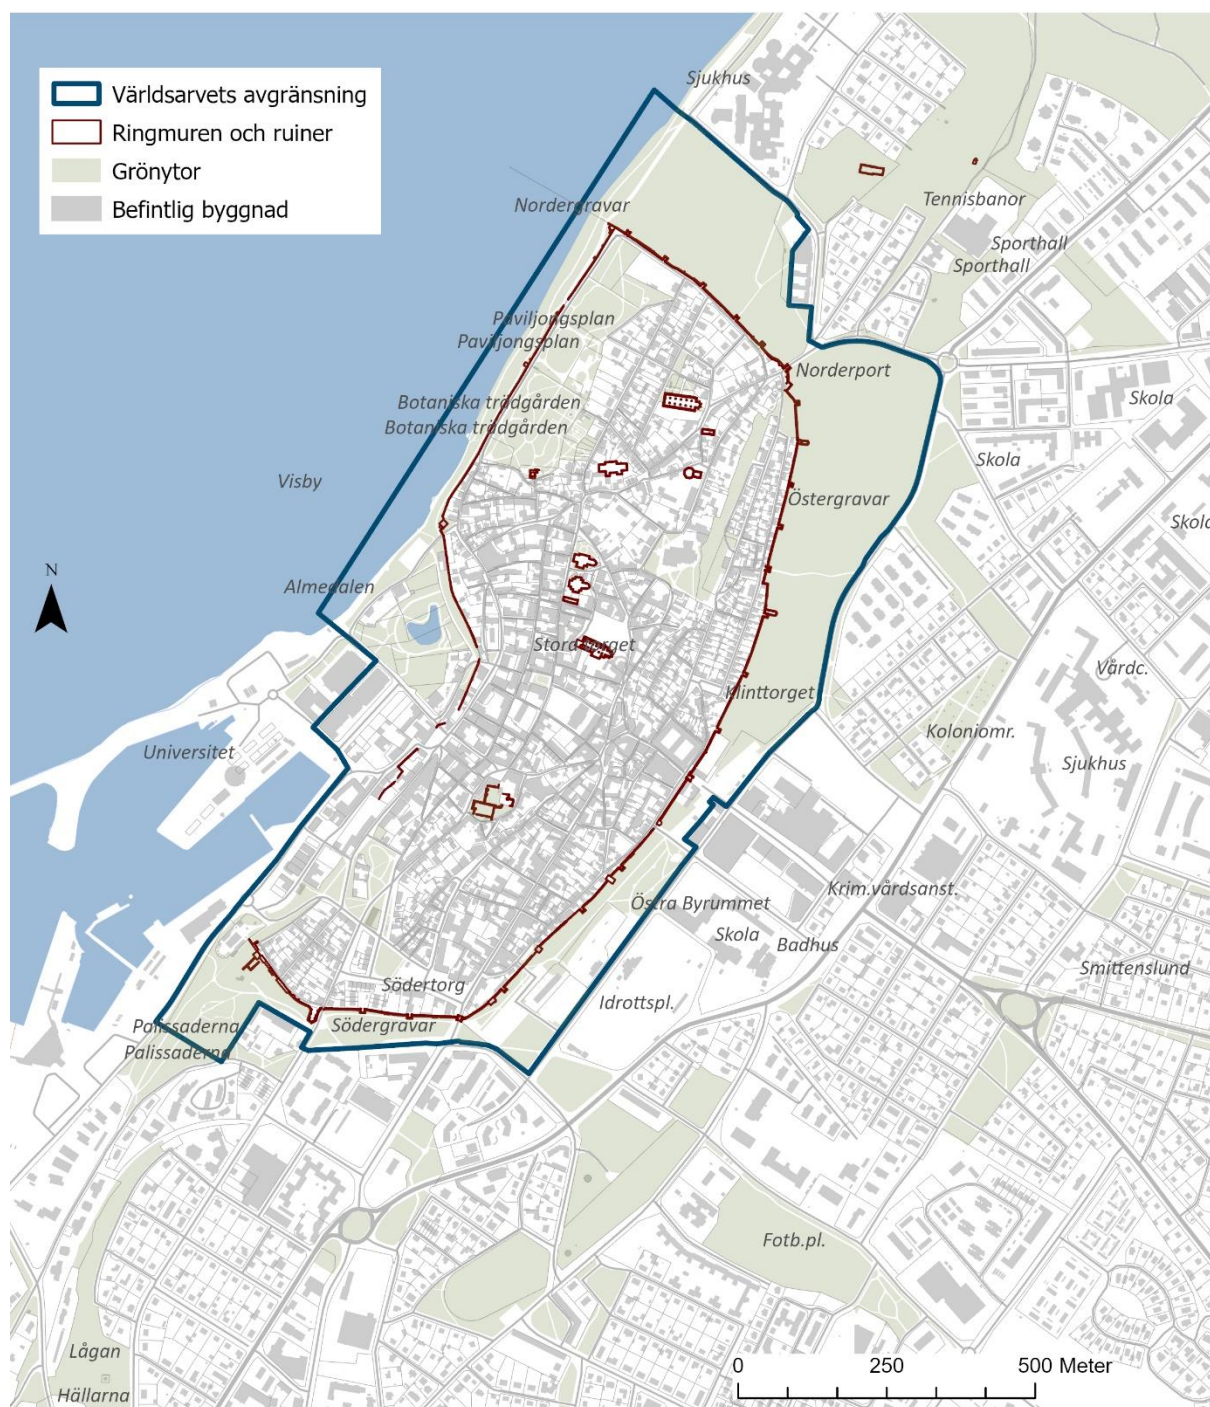 Världsarvets avgränsning
Ringmuren och ruiner
Grönytor
Befintlig byggnad
Sjukhus
Nordergravar
Tennisbanor
Sporthall
Sporthall
Paviljongsplan
Paviljongsplan
Norderport
Botaniska trädgården
Botaniska trädgården
Skola
Skola
Visby
Östergravar
Skola
N
Almedalen
Stora torget
Klinttorget
Vårdc.
Koloniomr.
Universitet
Sjukhus
Krim.vårdsanst.
Östra Byrummet
Skola
Badhus
Smittenslund
Södertorg
Idrottspl.
Palissaderna
Södergravar
Palissaderna
Fotb.pl.
Lågan
Hällarna
0 250 500 Meter